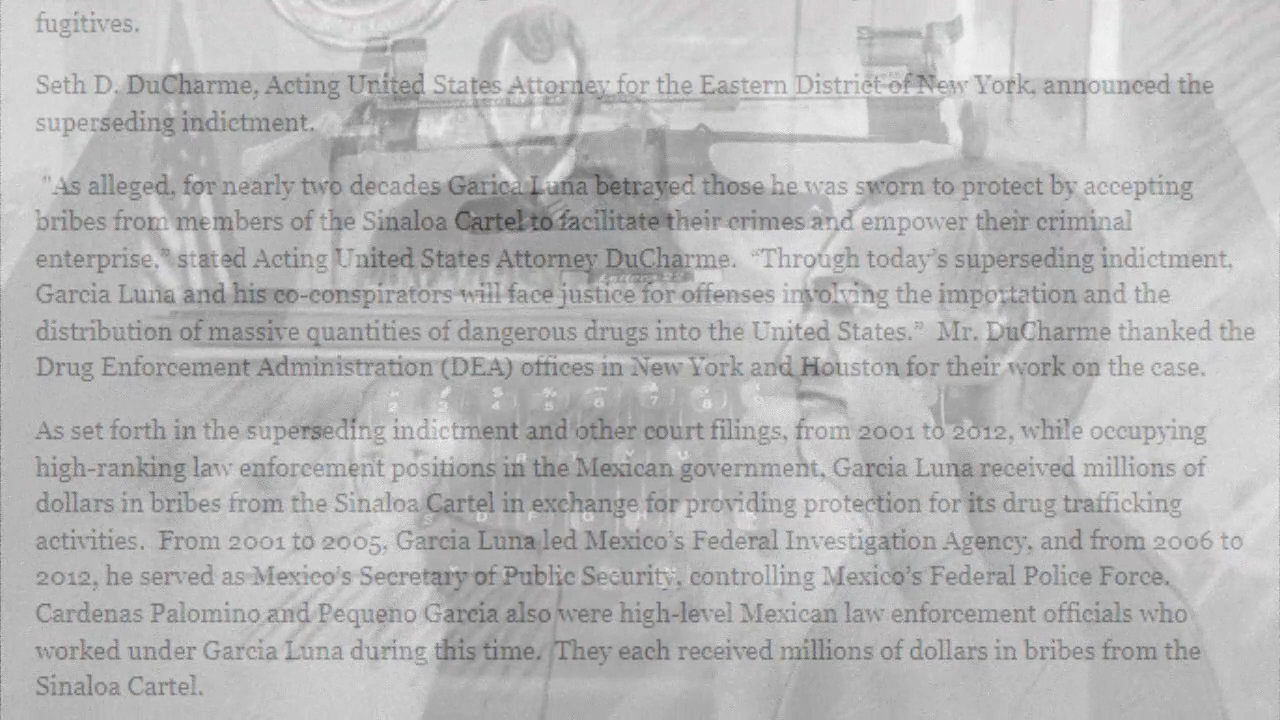 fugitives.
Seth D. DuCharme, Acting United States Attorney for the Eastern District of New York, announced the
superseding indictment.
"As alleged, for nearly two decades Garica Luna betrayed those he was sworn to protect by accepting
bribes from members of the Sinaloa Cartel to facilitate their crimes and empower their criminal
enterprise,” stated Acting United States Attorney DuCharme.  “Through today’s superseding indictment,
Garcia Luna and his co-conspirators will face justice for offenses involving the importation and the
distribution of massive quantities of dangerous drugs into the United States.”  Mr. DuCharme thanked the
Drug Enforcement Administration (DEA) offices in New York and Houston for their work on the case.
As set forth in the superseding indictment and other court filings, from 2001 to 2012, while occupying
high-ranking law enforcement positions in the Mexican government, Garcia Luna received millions of
dollars in bribes from the Sinaloa Cartel in exchange for providing protection for its drug trafficking
activities.  From 2001 to 2005, Garcia Luna led Mexico’s Federal Investigation Agency, and from 2006 to
2012, he served as Mexico’s Secretary of Public Security, controlling Mexico’s Federal Police Force.
Cardenas Palomino and Pequeno Garcia also were high-level Mexican law enforcement officials who
worked under Garcia Luna during this time.  They each received millions of dollars in bribes from the
Sinaloa Cartel.